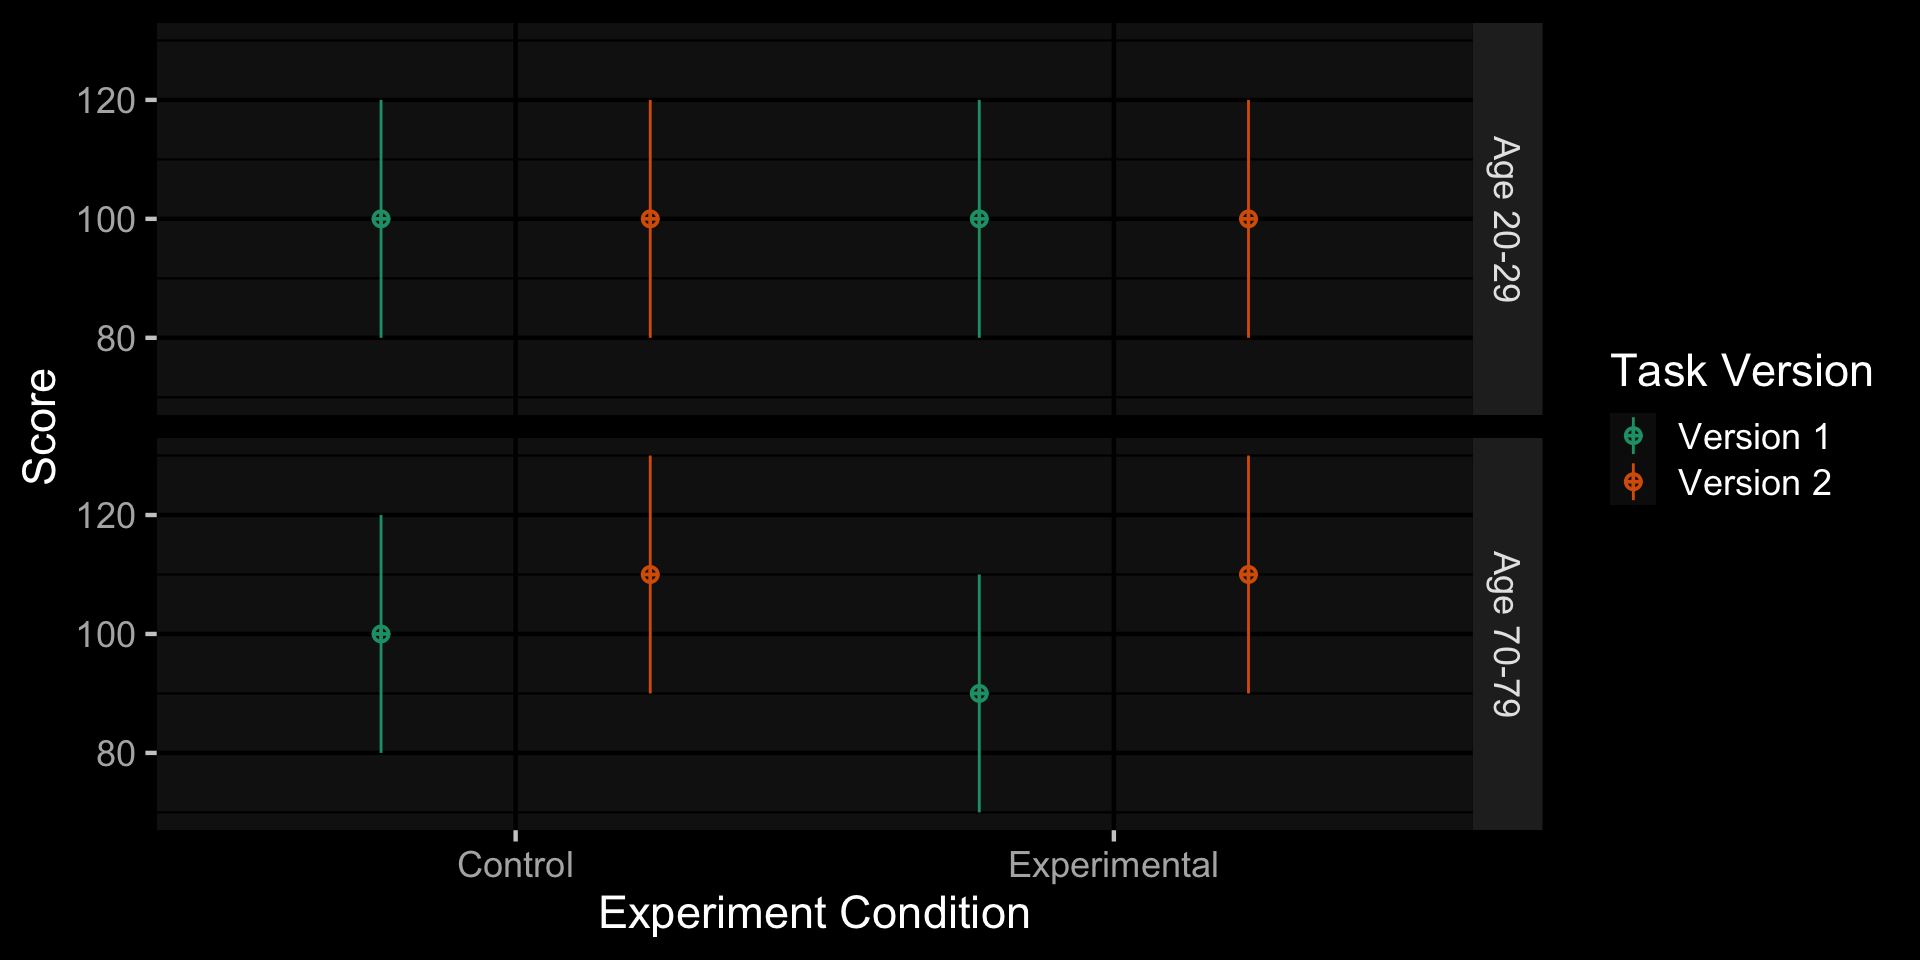 120
100
80
Age 20-29
Score
120
100
80
Age 70-79
Control
Experimental
Experiment Condition
Task Version
Version 1
Version 2